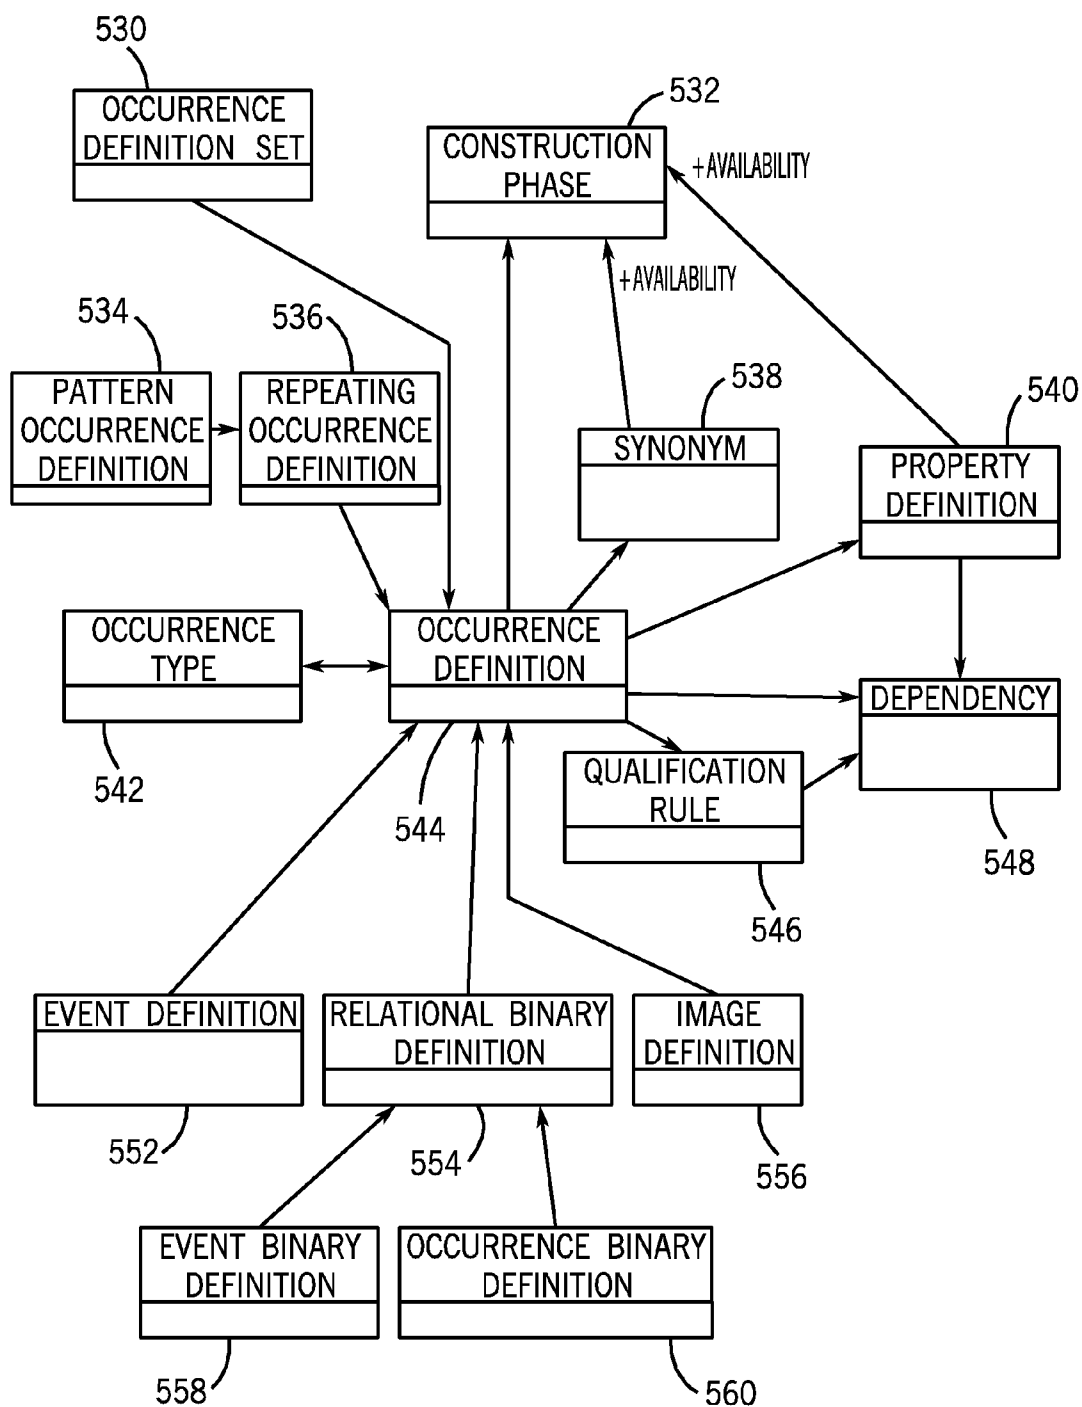 530
OCCURRENCE
DEFINITION SET
532
CONSTRUCTION
PHASE
+AVAILABILITY
+AVAILABILITY
534
PATTERN
OCCURRENCE
DEFINITION
536
REPEATING
OCCURRENCE
DEFINITION
538
SYNONYM
540
PROPERTY
DEFINITION
OCCURRENCE
TYPE
542
OCCURRENCE
DEFINITION
544
DEPENDENCY
548
QUALIFICATION
RULE
546
EVENT DEFINITION
552
RELATIONAL BINARY
DEFINITION
554
IMAGE
DEFINITION
556
EVENT BINARY
DEFINITION
558
OCCURRENCE BINARY
DEFINITION
560